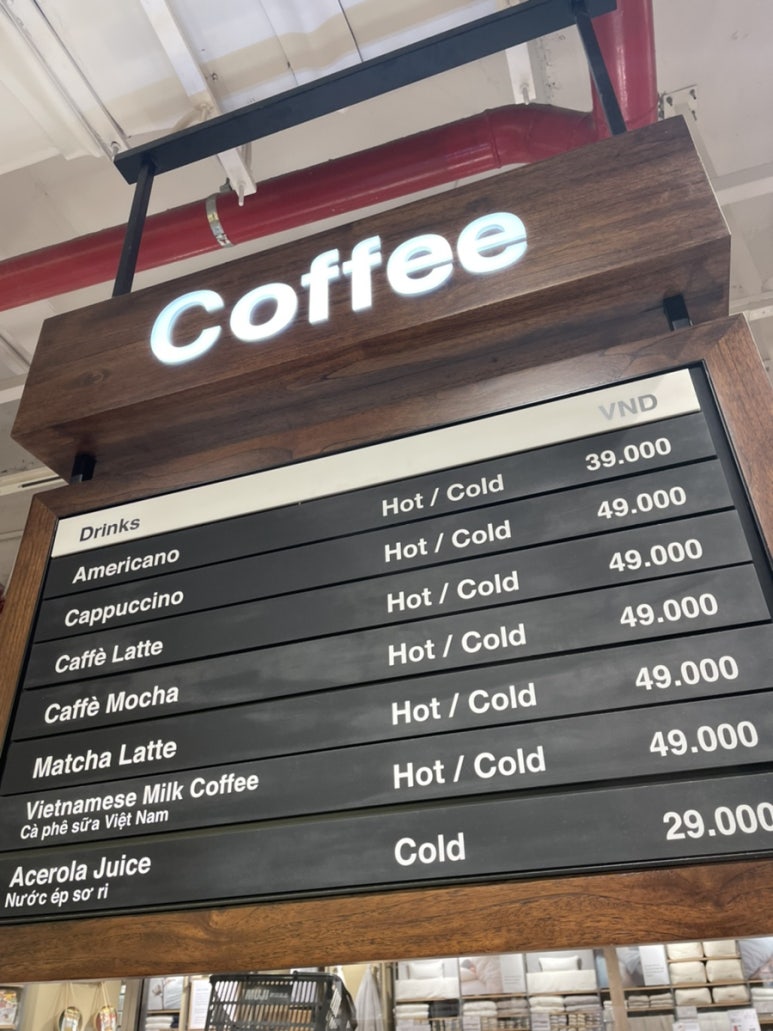 Coffee
Drinks VND
Americano Hot / Cold 39.000
Cappuccino Hot / Cold 49.000
Caffè Latte Hot / Cold 49.000
Caffè Mocha Hot / Cold 49.000
Matcha Latte Hot / Cold 49.000
Vietnamese Milk Coffee Hot / Cold 49.000
Cà phê sữa Việt Nam
Acerola Juice Cold 29.000
Nước ép sơ ri
MUJI